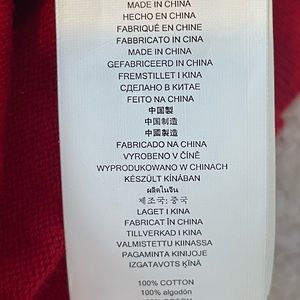 MADE IN CHINA
HECHO EN CHINA
FABRIQUÉ EN CHINE
FABBRICATO IN CINA
MADE IN CHINA
GEFABRICEERD IN CHINA
FREMSTILLET I KINA
СДЕЛАНО В КИТАЕ
FEITO NA CHINA
中国製
中国制造
中國製造
FABRICADO NA CHINA
VYROBENO V ČÍNĚ
WYPRODUKOWANO W CHINACH
KÉSZÜLT KÍNÁBAN
ผลิตในจีน
제조국: 중국
LAGET I KINA
FABRICAT ÎN CHINA
TILLVERKAD I KINA
VALMISTETTU KIINASSA
PAGAMINTA KINIJOJE
IZGATAVOTS ĶĪNĀ
100% COTTON
100% algodón
100% COTON